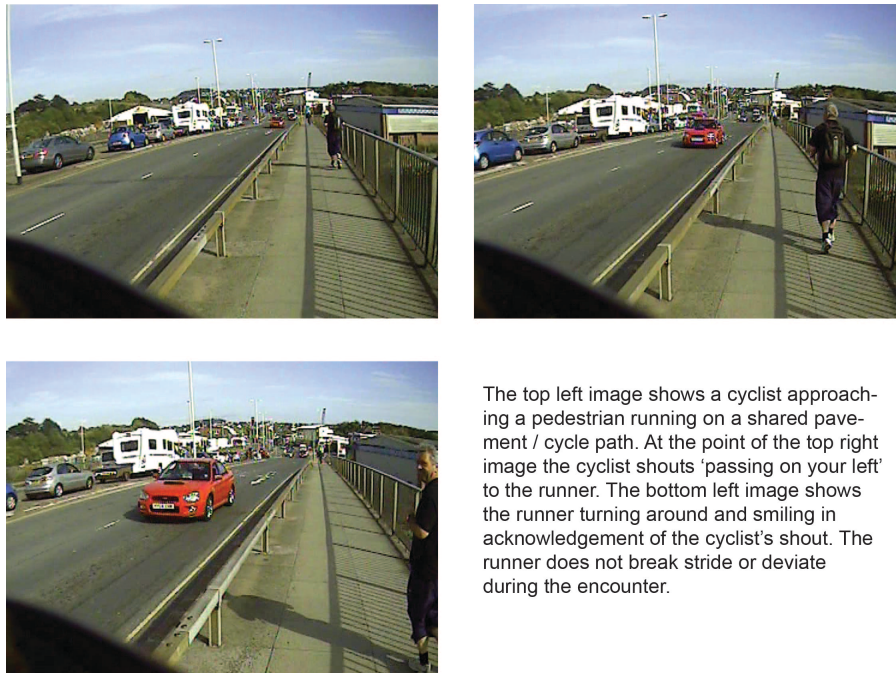 The top left image shows a cyclist approach-
ing a pedestrian running on a shared pave-
ment / cycle path. At the point of the top right
image the cyclist shouts ‘passing on your left’
to the runner. The bottom left image shows
the runner turning around and smiling in
acknowledgement of the cyclist’s shout. The
runner does not break stride or deviate
during the encounter.